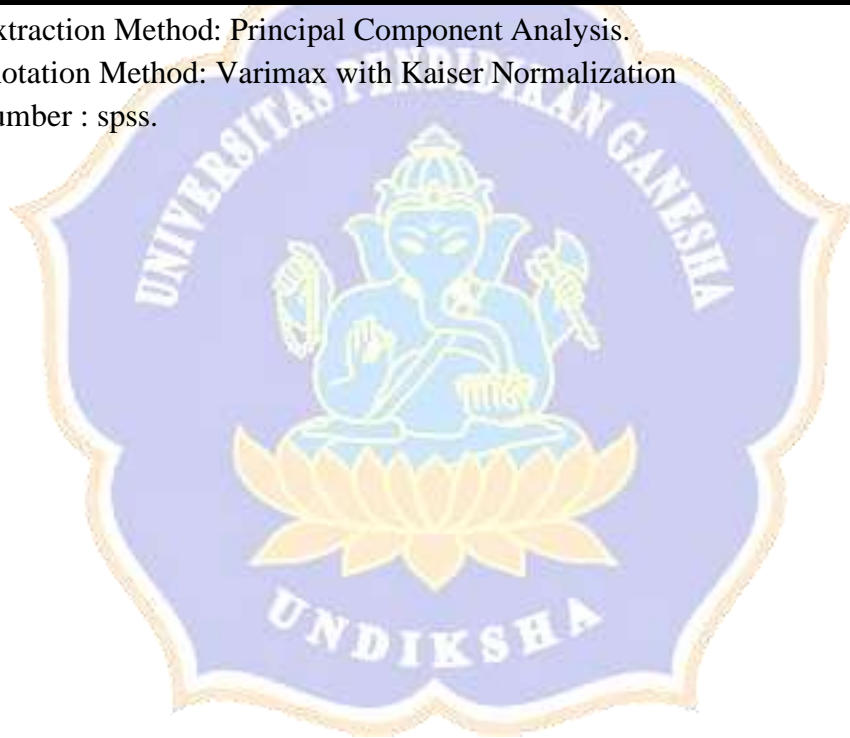 xtraction Method: Principal Component Analysis.
otation Method: Varimax with Kaiser Normalization
umber : spss.
UNIVERSITAS PENDIDIKAN GANESHA
UNDIKSHA